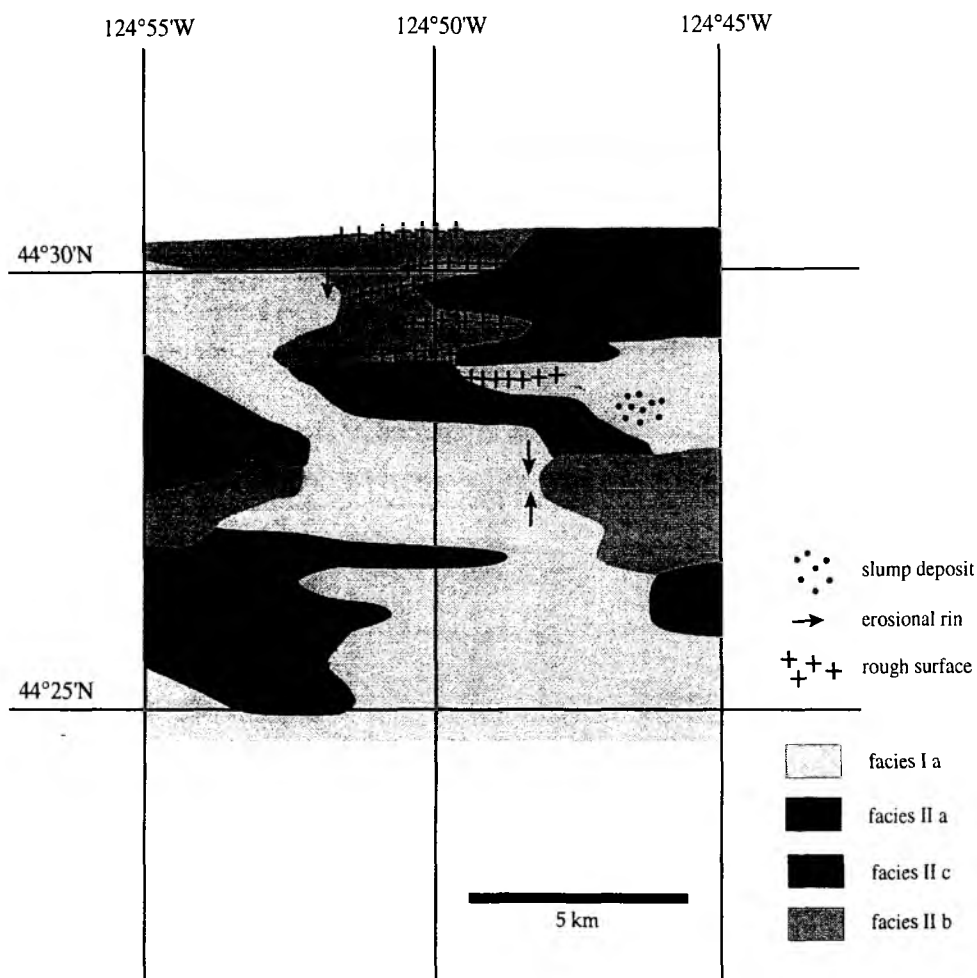 124°55'W 124°50'W 124°45'W
44°30'N
slump deposit
erosional rin
rough surface
44°25'N
facies I a
facies II a
facies II c
facies II b
5 km